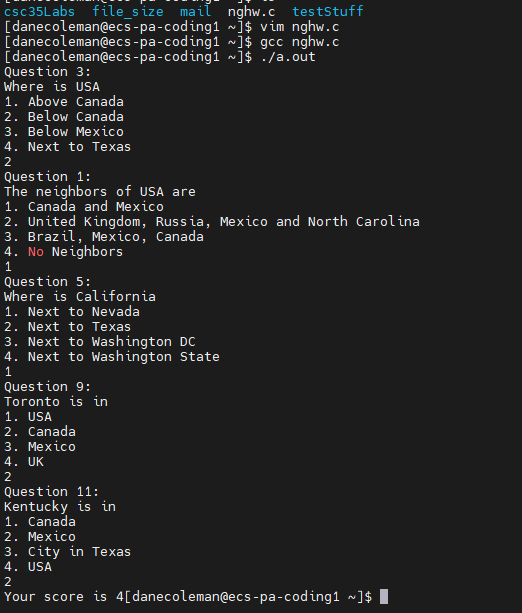 csc35Labs file_size mail nghw.c testStuff
[danecoleman@ecs-pa-coding1 ~]$ vim nghw.c
[danecoleman@ecs-pa-coding1 ~]$ gcc nghw.c
[danecoleman@ecs-pa-coding1 ~]$ ./a.out
Question 3:
Where is USA
1. Above Canada
2. Below Canada
3. Below Mexico
4. Next to Texas
2
Question 1:
The neighbors of USA are
1. Canada and Mexico
2. United Kingdom, Russia, Mexico and North Carolina
3. Brazil, Mexico, Canada
4. No Neighbors
1
Question 5:
Where is California
1. Next to Nevada
2. Next to Texas
3. Next to Washington DC
4. Next to Washington State
1
Question 9:
Toronto is in
1. USA
2. Canada
3. Mexico
4. UK
2
Question 11:
Kentucky is in
1. Canada
2. Mexico
3. City in Texas
4. USA
2
Your score is 4[danecoleman@ecs-pa-coding1 ~]$